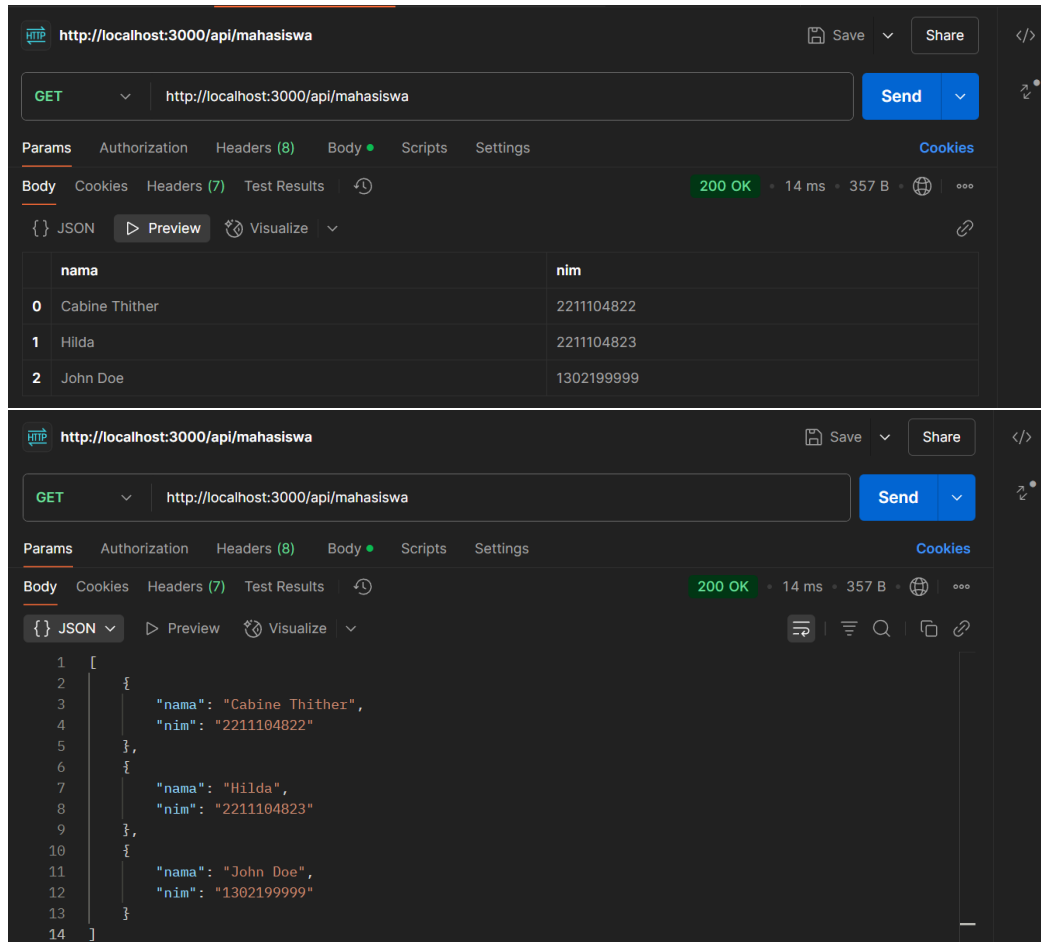 HTTP http://localhost:3000/api/mahasiswa Save Share </>
GET http://localhost:3000/api/mahasiswa Send
Params Authorization Headers (8) Body Scripts Settings Cookies
Body Cookies Headers (7) Test Results 200 OK 14 ms 357 B
{} JSON Preview Visualize
nama nim
0 Cabine Thither 2211104822
1 Hilda 2211104823
2 John Doe 1302199999
HTTP http://localhost:3000/api/mahasiswa Save Share </>
GET http://localhost:3000/api/mahasiswa Send
Params Authorization Headers (8) Body Scripts Settings Cookies
Body Cookies Headers (7) Test Results 200 OK 14 ms 357 B
{} JSON Preview Visualize
1 [
2 {
3 "nama": "Cabine Thither",
4 "nim": "2211104822"
5 },
6 {
7 "nama": "Hilda",
8 "nim": "2211104823"
9 },
10 {
11 "nama": "John Doe",
12 "nim": "1302199999"
13 }
14 ]